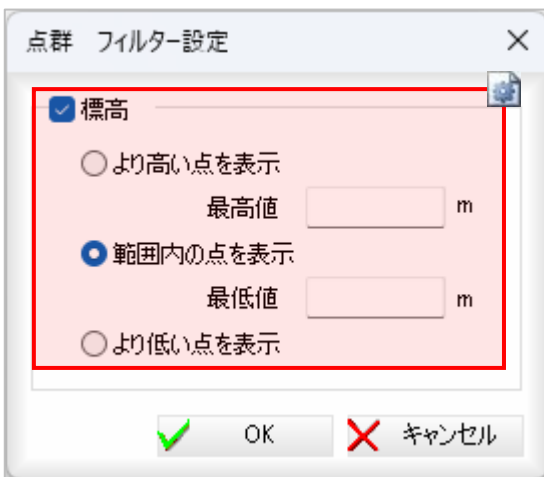 点群 フィルター設定
標高
より高い点を表示
最高値 m
範囲内の点を表示
最低値 m
より低い点を表示
OK キャンセル